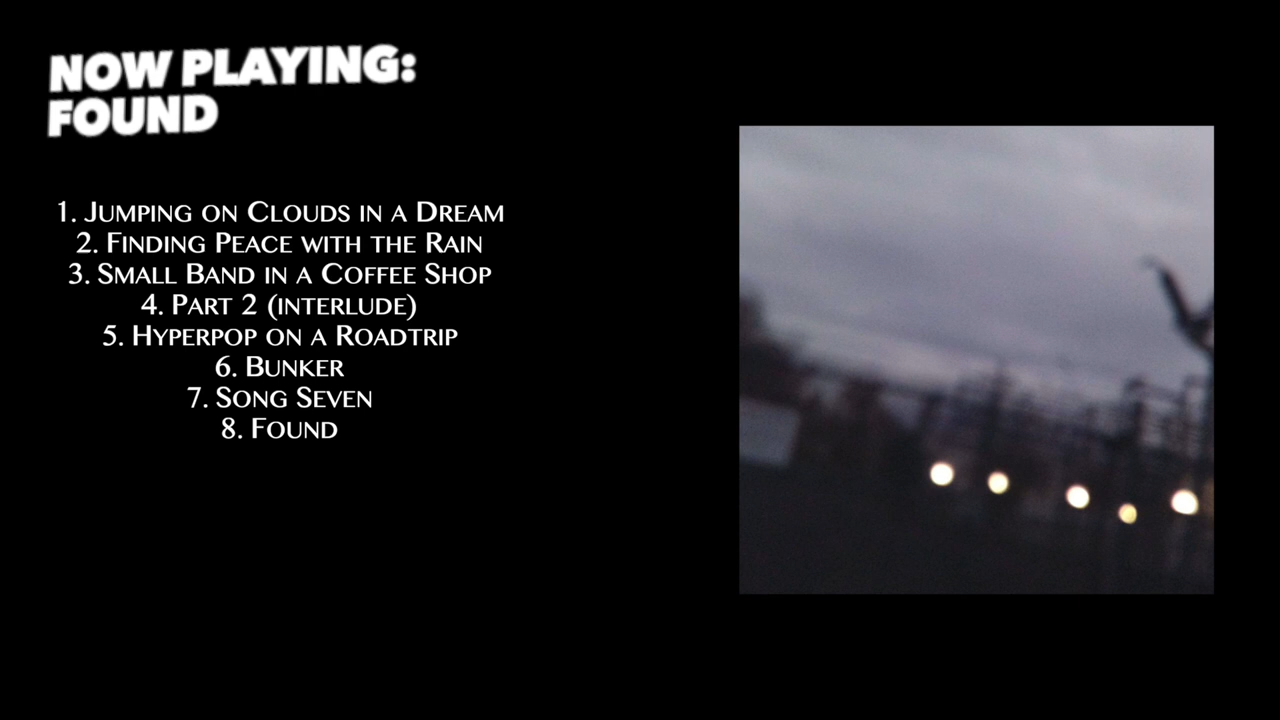 NOW PLAYING:
FOUND
1. Jumping on Clouds in a Dream
2. Finding Peace with the Rain
3. Small Band in a Coffee Shop
4. Part 2 (interlude)
5. Hyperpop on a Roadtrip
6. Bunker
7. Song Seven
8. Found